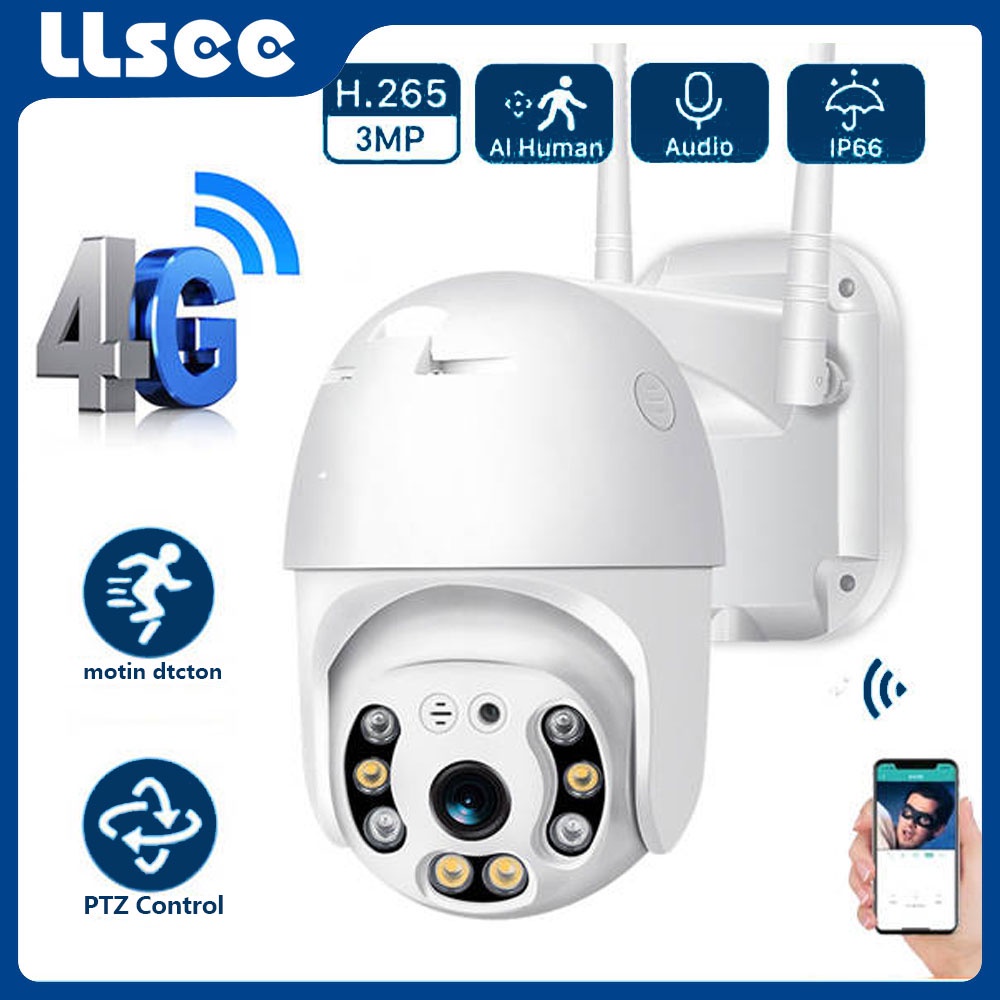 LLSEE
H.265
3MP
AI Human
Audio
IP66
4G
motin dtcton
PTZ Control